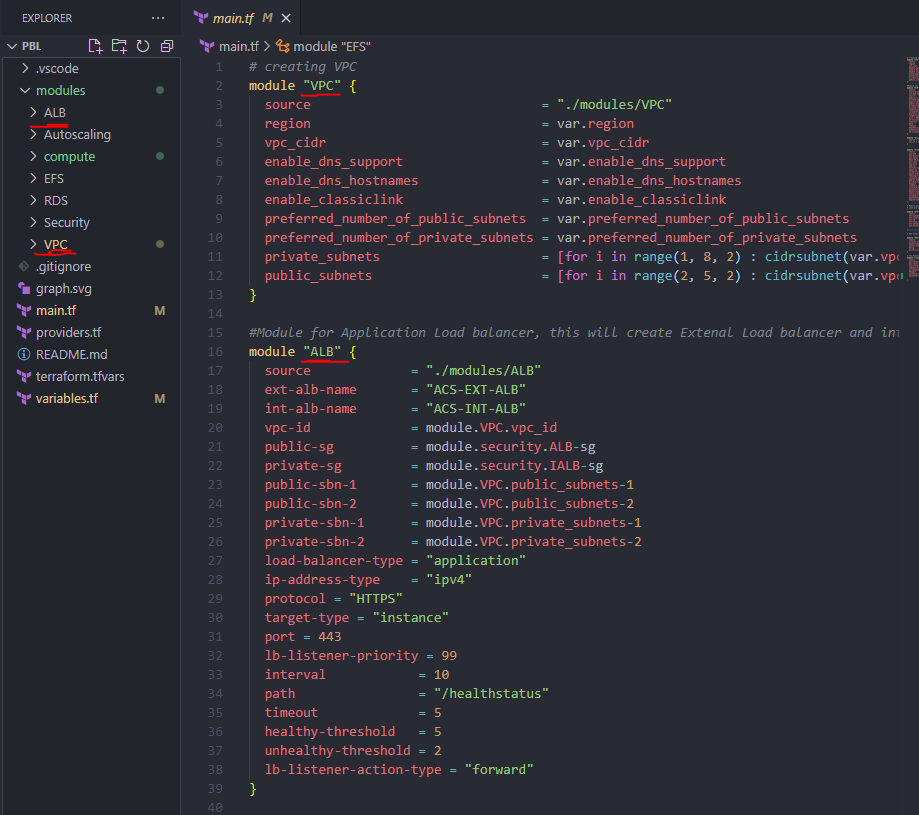 EXPLORER
...
main.tf M
PBL
main.tf > module "EFS"
.vscode
modules
ALB
Autoscaling
compute
EFS
RDS
Security
VPC
.gitignore
graph.svg
main.tf M
providers.tf
README.md
terraform.tfvars
variables.tf M
1 # creating VPC
2 module "VPC" {
3 source = "./modules/VPC"
4 region = var.region
5 vpc_cidr = var.vpc_cidr
6 enable_dns_support = var.enable_dns_support
7 enable_dns_hostnames = var.enable_dns_hostnames
8 enable_classiclink = var.enable_classiclink
9 preferred_number_of_public_subnets = var.preferred_number_of_public_subnets
10 preferred_number_of_private_subnets = var.preferred_number_of_private_subnets
11 private_subnets = [for i in range(1, 8, 2) : cidrsubnet(var.vpc
12 public_subnets = [for i in range(2, 5, 2) : cidrsubnet(var.vpc
13 }
14
15 #Module for Application Load balancer, this will create Extenal Load balancer and int
16 module "ALB" {
17 source = "./modules/ALB"
18 ext-alb-name = "ACS-EXT-ALB"
19 int-alb-name = "ACS-INT-ALB"
20 vpc-id = module.VPC.vpc_id
21 public-sg = module.security.ALB-sg
22 private-sg = module.security.IALB-sg
23 public-sbn-1 = module.VPC.public_subnets-1
24 public-sbn-2 = module.VPC.public_subnets-2
25 private-sbn-1 = module.VPC.private_subnets-1
26 private-sbn-2 = module.VPC.private_subnets-2
27 load-balancer-type = "application"
28 ip-address-type = "ipv4"
29 protocol = "HTTPS"
30 target-type = "instance"
31 port = 443
32 lb-listener-priority = 99
33 interval = 10
34 path = "/healthstatus"
35 timeout = 5
36 healthy-threshold = 5
37 unhealthy-threshold = 2
38 lb-listener-action-type = "forward"
39 }
40